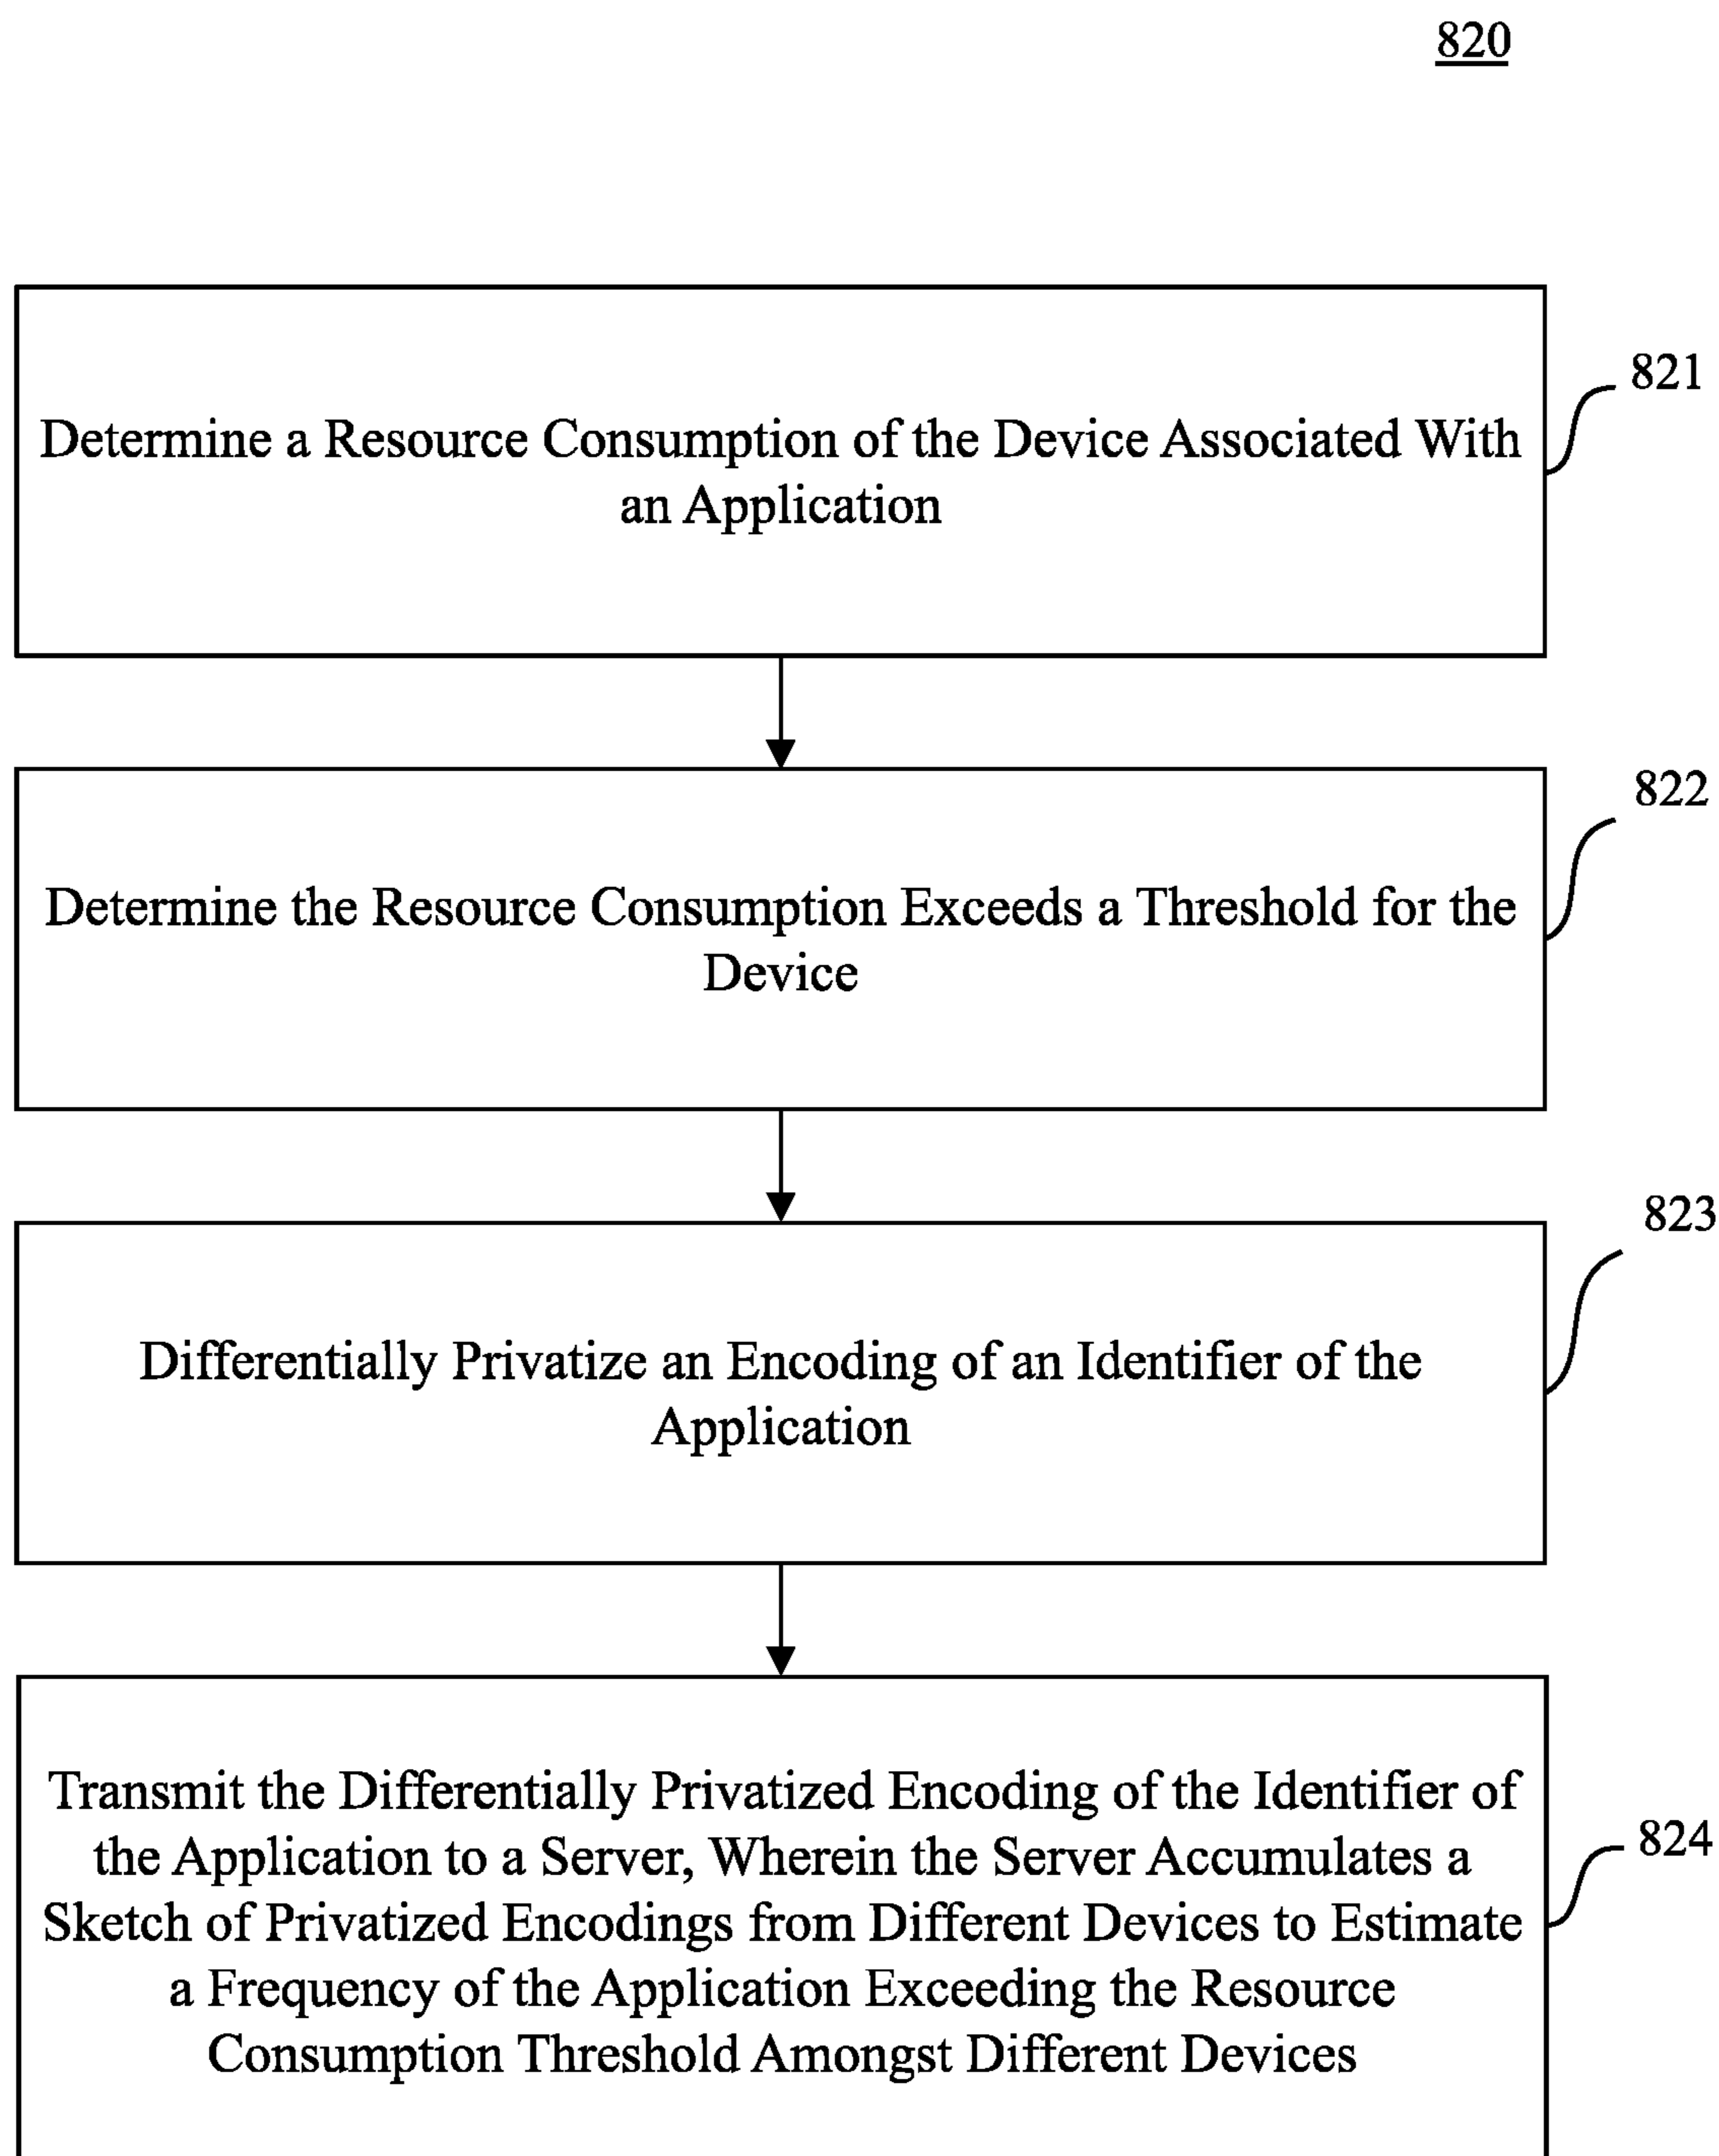 820
Determine a Resource Consumption of the Device Associated With
an Application
821
Determine the Resource Consumption Exceeds a Threshold for the
Device
822
Differentially Privatize an Encoding of an Identifier of the
Application
823
Transmit the Differentially Privatized Encoding of the Identifier of
the Application to a Server, Wherein the Server Accumulates a
Sketch of Privatized Encodings from Different Devices to Estimate
a Frequency of the Application Exceeding the Resource
Consumption Threshold Amongst Different Devices
824